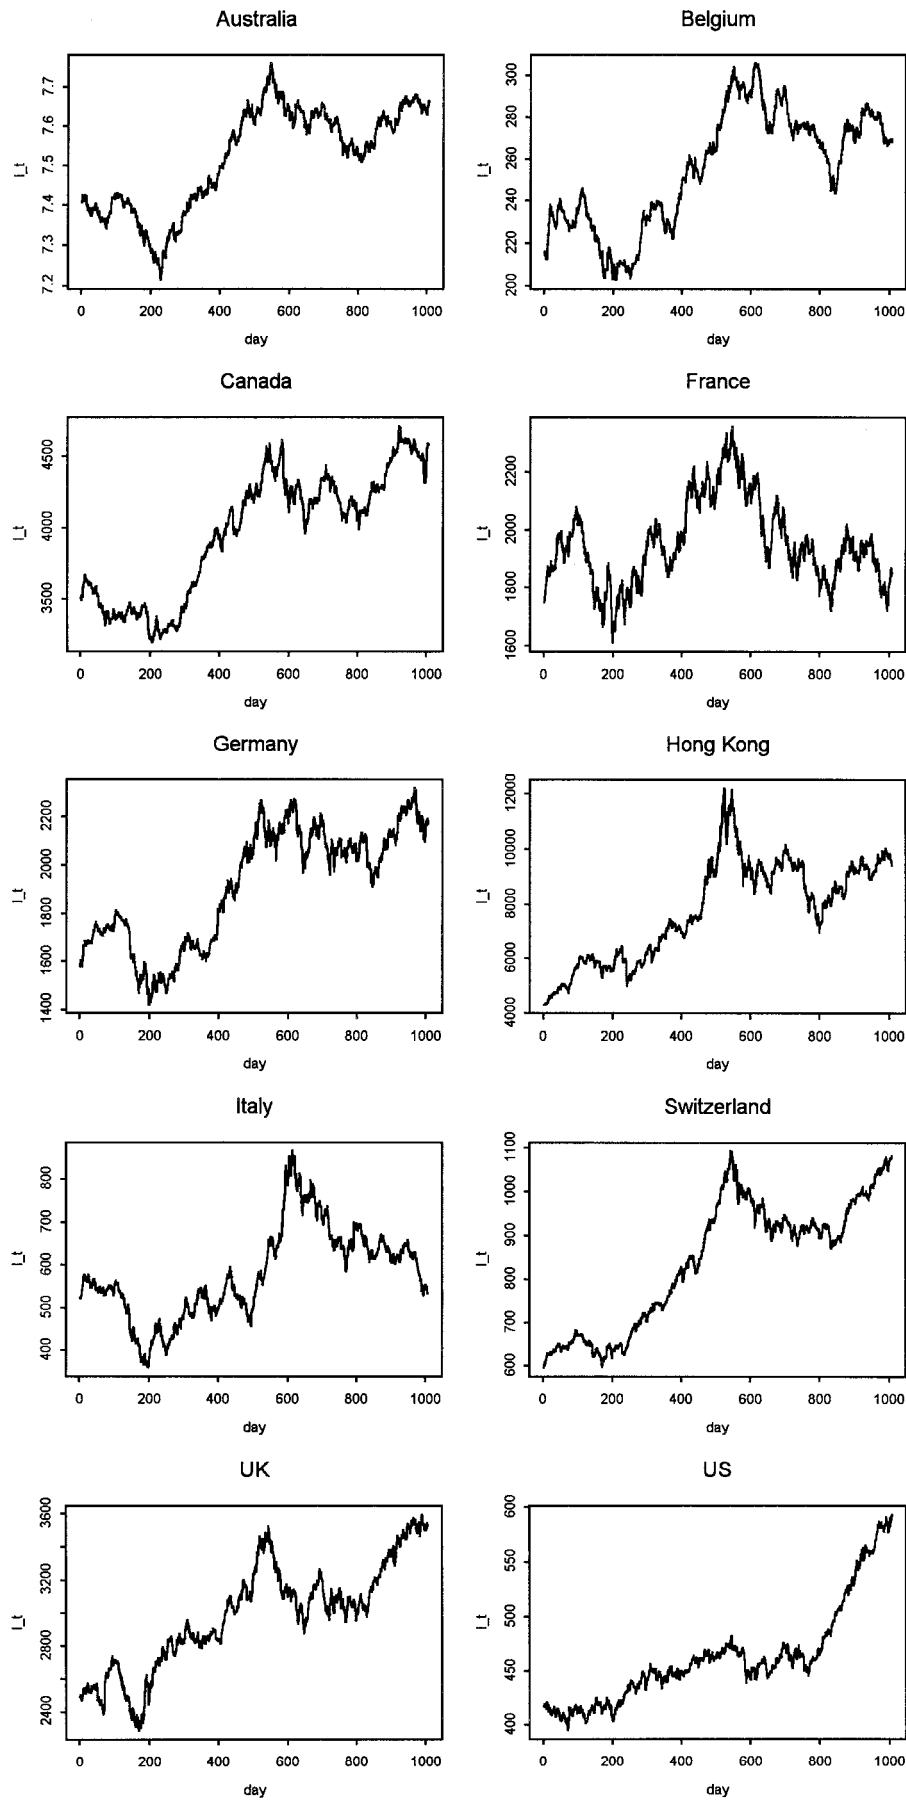 Australia
Belgium
l_t
7.2 7.3 7.4 7.5 7.6 7.7
0 200 400 600 800 1000
day
l_t
200 220 240 260 280 300
0 200 400 600 800 1000
day
Canada
France
l_t
3500 4000 4500
0 200 400 600 800 1000
day
l_t
1600 1800 2000 2200
0 200 400 600 800 1000
day
Germany
Hong Kong
l_t
1400 1600 1800 2000 2200
0 200 400 600 800 1000
day
l_t
4000 6000 8000 10000 12000
0 200 400 600 800 1000
day
Italy
Switzerland
l_t
400 500 600 700 800
0 200 400 600 800 1000
day
l_t
600 700 800 900 1000 1100
0 200 400 600 800 1000
day
UK
US
l_t
2400 2800 3200 3600
0 200 400 600 800 1000
day
l_t
400 450 500 550 600
0 200 400 600 800 1000
day